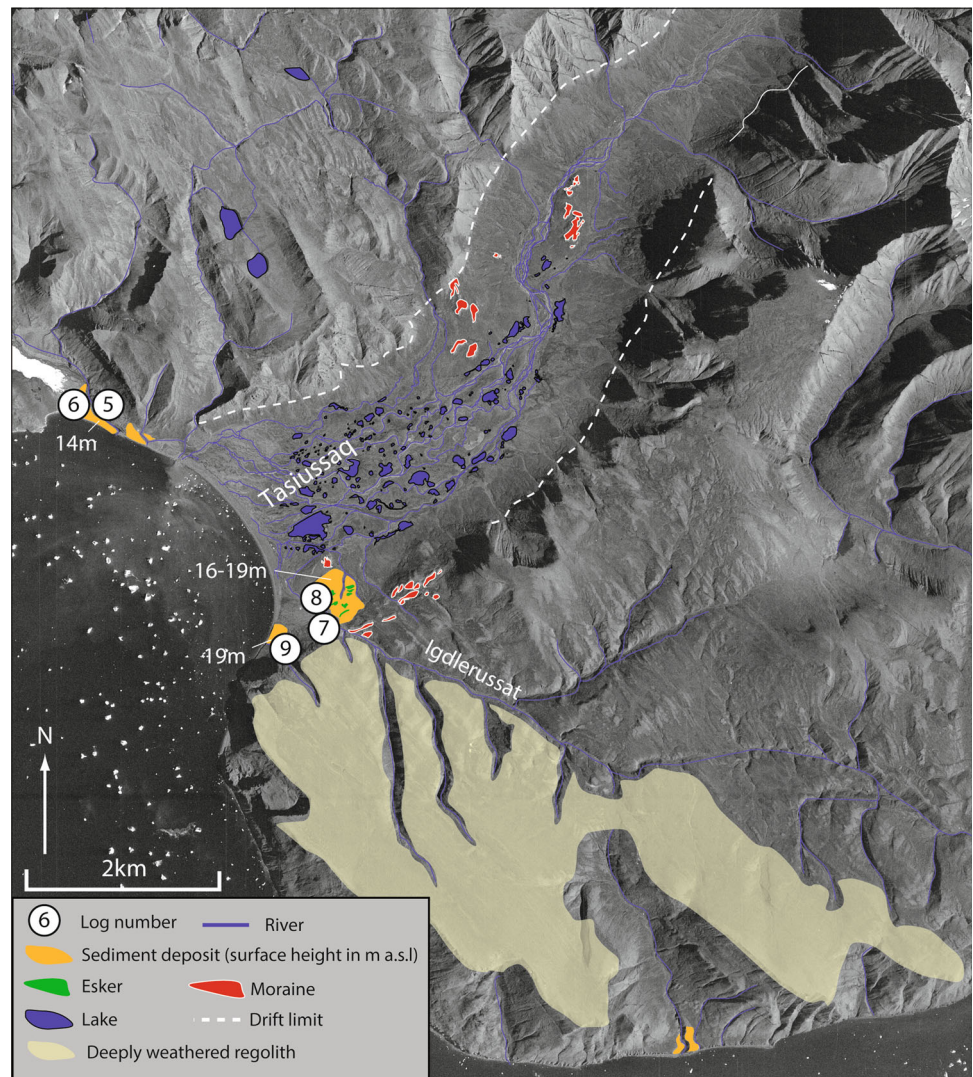 6
5
14m
Tasiussaq
16-19m
8
7
19m
9
Igdlerussat
N
2km
6 Log number River
Sediment deposit (surface height in m a.s.l)
Esker Moraine
Lake Drift limit
Deeply weathered regolith